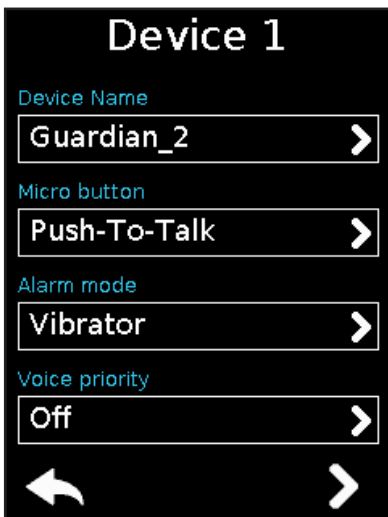 Device 1
Device Name
Guardian_2
Micro button
Push-To-Talk
Alarm mode
Vibrator
Voice priority
Off